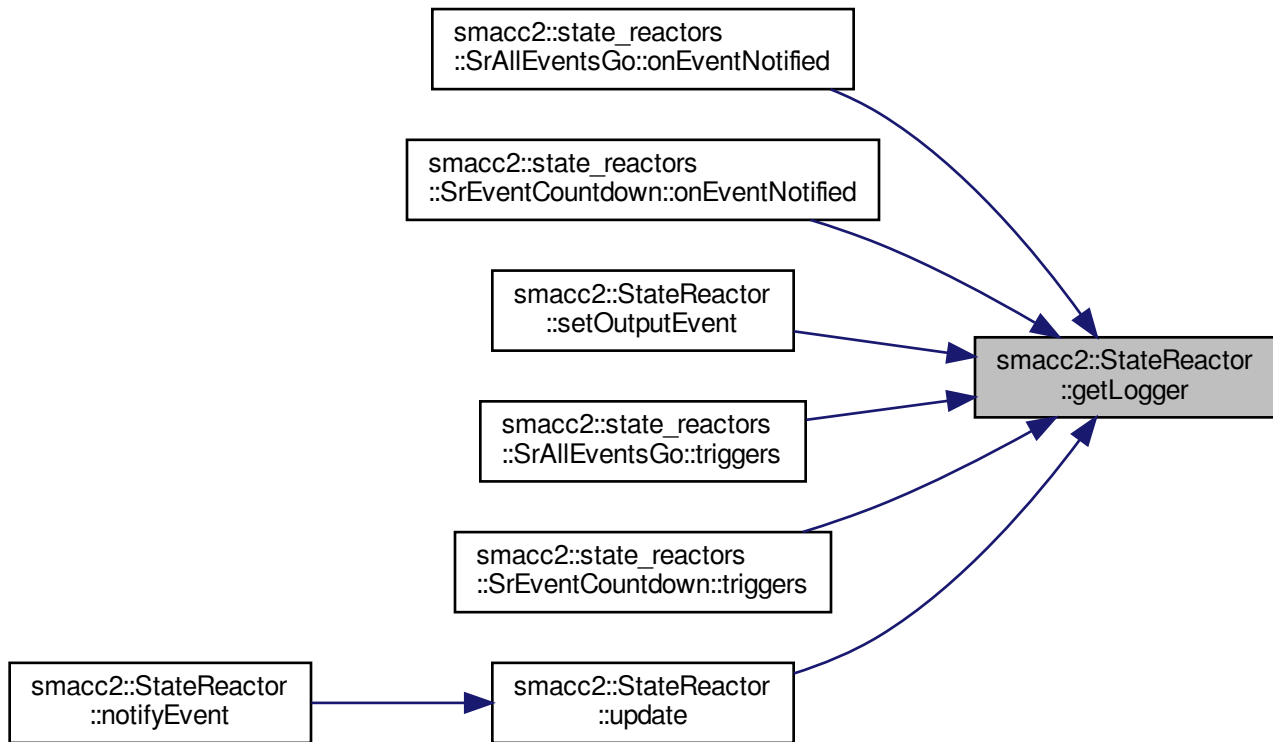 smacc2::state_reactors
::SrAllEventsGo::onEventNotified
smacc2::state_reactors
::SrEventCountdown::onEventNotified
smacc2::StateReactor
::setOutputEvent
smacc2::StateReactor
::getLogger
smacc2::state_reactors
::SrAllEventsGo::triggers
smacc2::state_reactors
::SrEventCountdown::triggers
smacc2::StateReactor
::notifyEvent
smacc2::StateReactor
::update